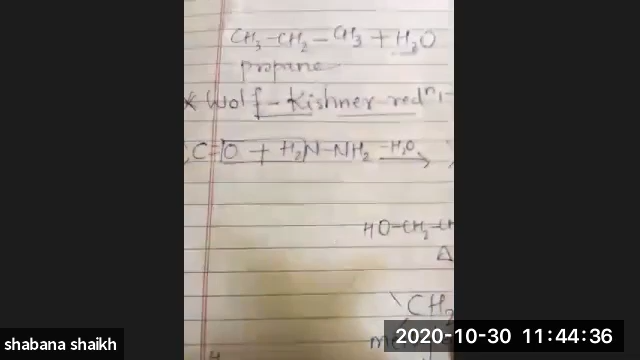 CH3-CH2-CH3 + H2O
propane
* Wolf-Kishner redn:-
C=O + H2N-NH2 -H2O →
HO-CH2-CH
Δ
CH2
shabana shaikh
2020-10-30 11:44:36